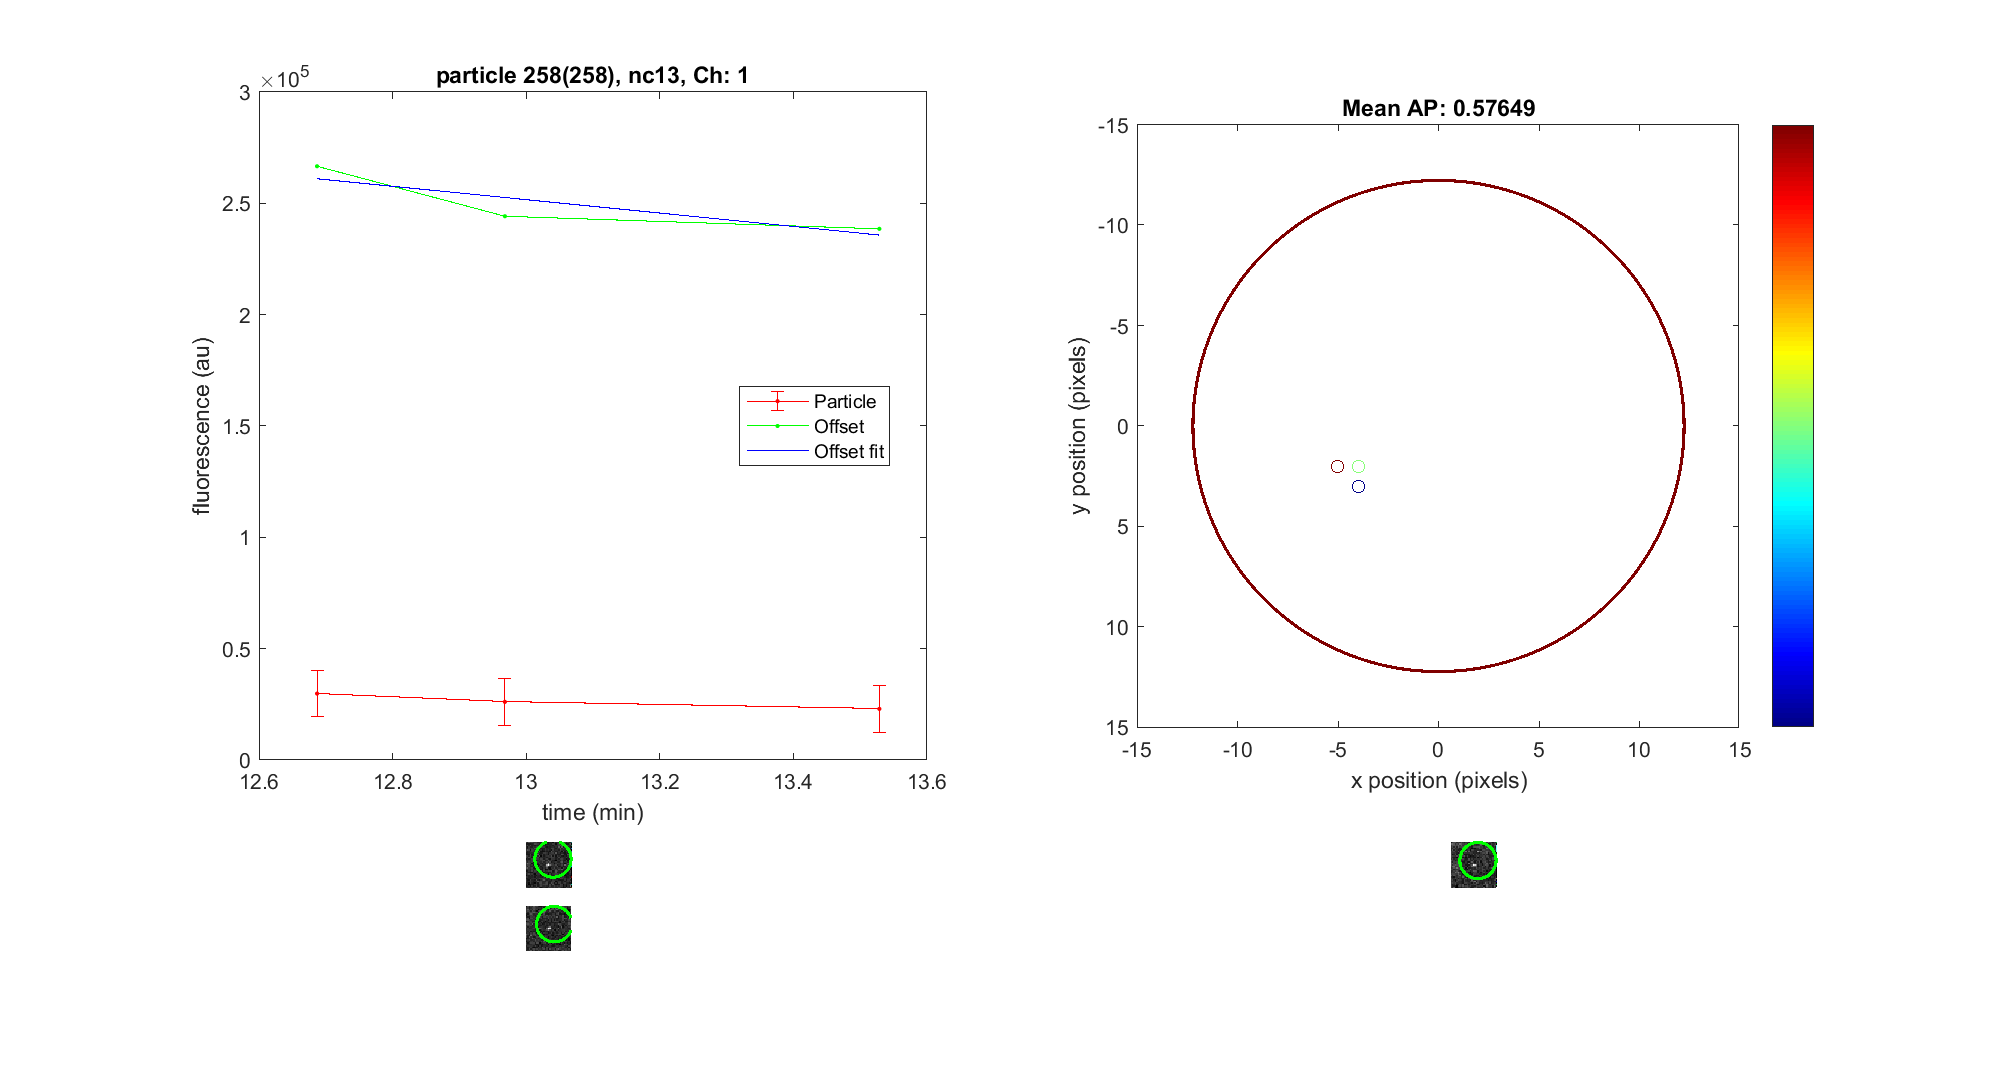 particle 258(258), nc13, Ch: 1
×10^5
3
2.5
2
1.5
1
0.5
0
12.6 12.8 13 13.2 13.4 13.6
time (min)
fluorescence (au)
Particle
Offset
Offset fit
Mean AP: 0.57649
-15
-10
-5
0
5
10
15
-15 -10 -5 0 5 10 15
x position (pixels)
y position (pixels)